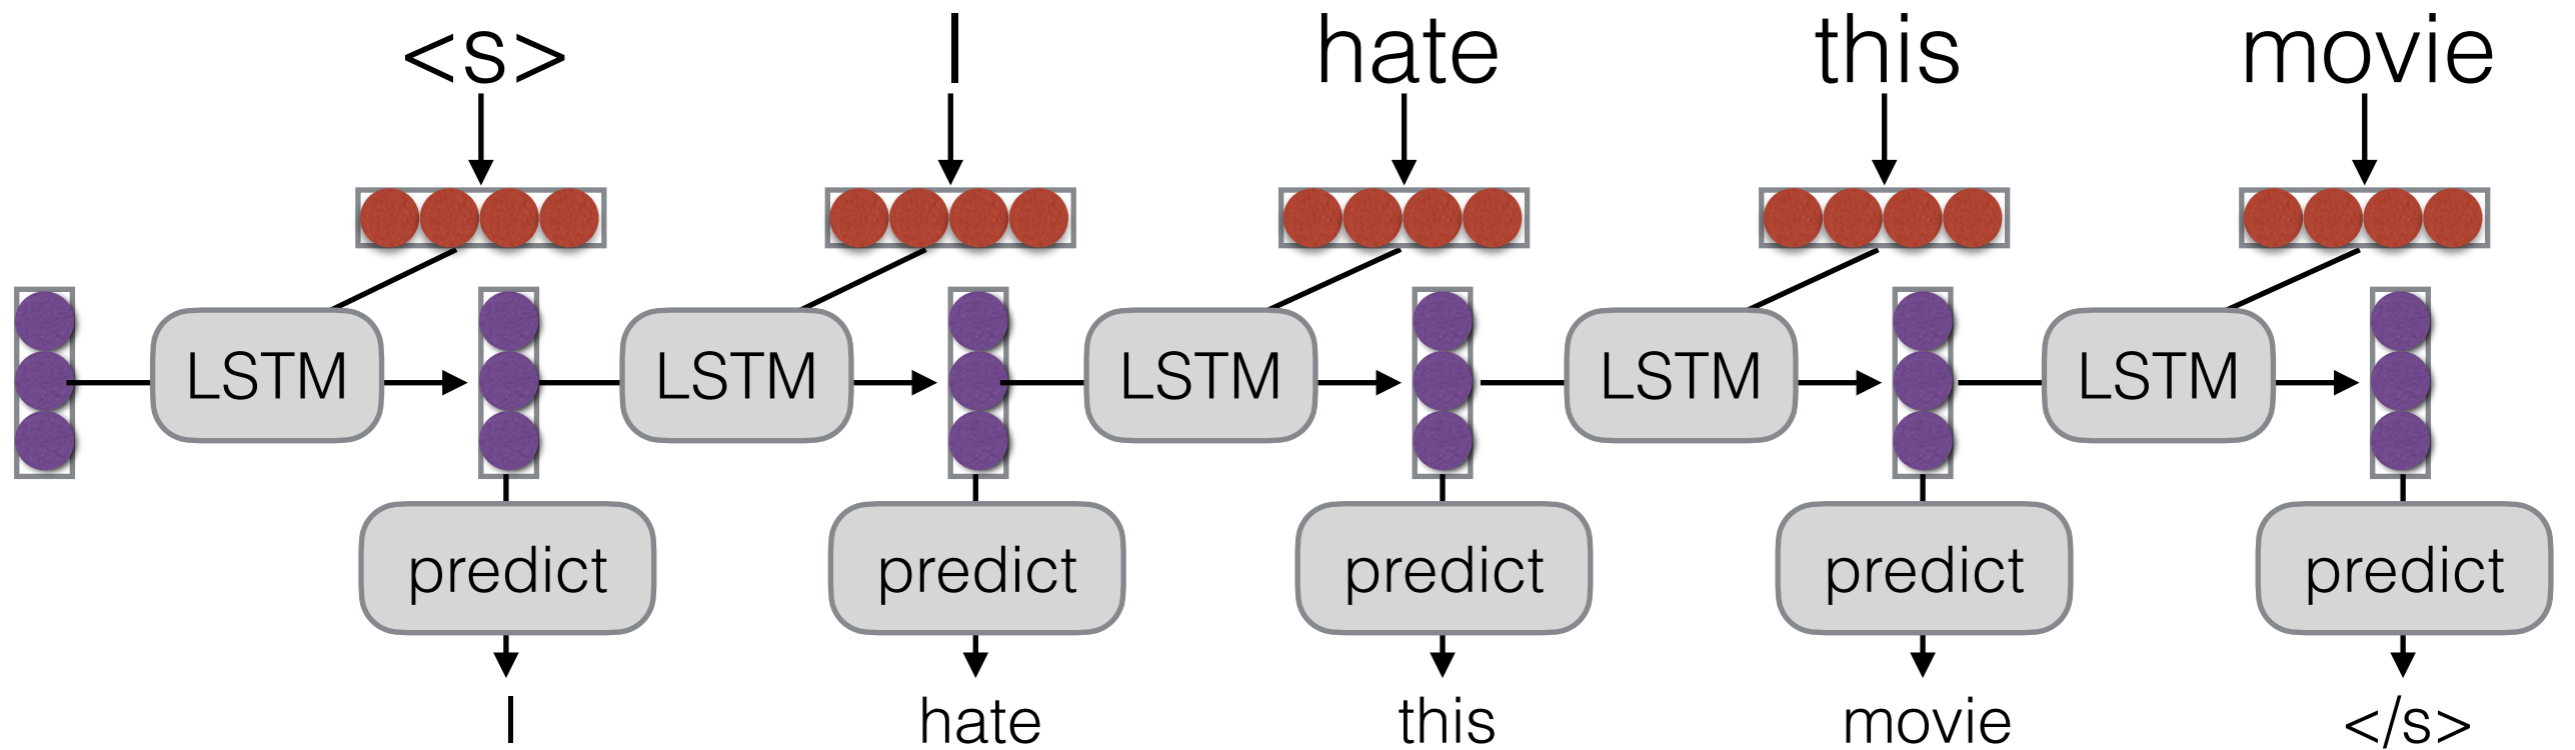 <s> I hate this movie
LSTM LSTM LSTM LSTM LSTM
predict predict predict predict predict
I hate this movie </s>